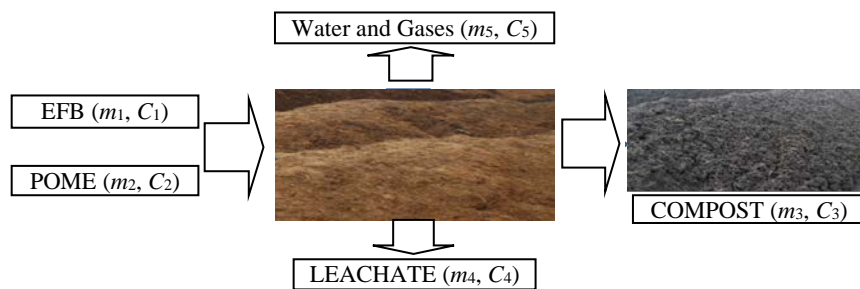 Water and Gases (m5, C5)
EFB (m1, C1)
POME (m2, C2)
COMPOST (m3, C3)
LEACHATE (m4, C4)